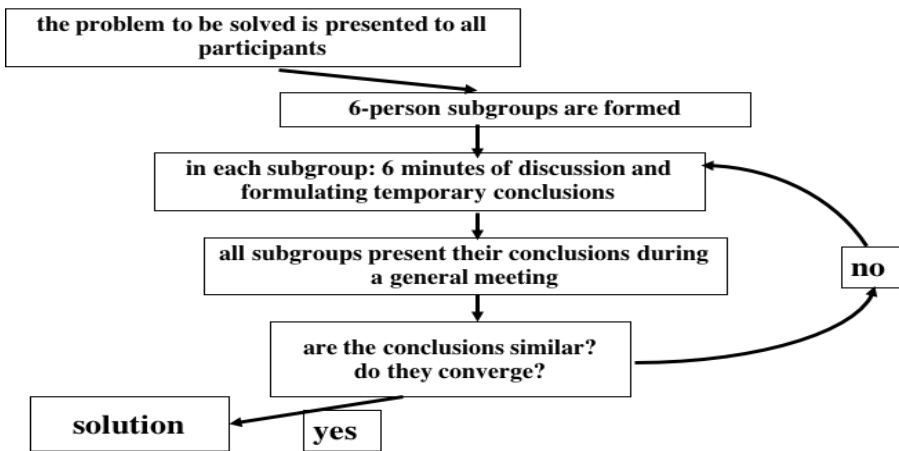 the problem to be solved is presented to all
participants
6-person subgroups are formed
in each subgroup: 6 minutes of discussion and
formulating temporary conclusions
all subgroups present their conclusions during
a general meeting
no
are the conclusions similar?
do they converge?
solution
yes